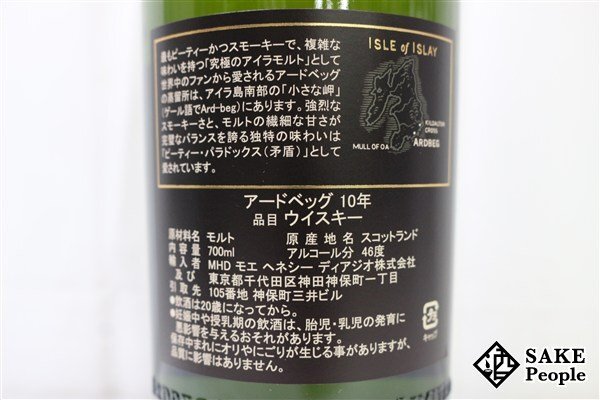 最もピーティーかつスモーキーで、複雑な
味わいを持つ「究極のアイラモルト」として
世界中のファンから愛されるアードベッグ
の蒸留所は、アイラ島南部の「小さな岬」
(ゲール語でArd-beg)にあります。強烈な
スモーキーさと、モルトの繊細な甘さが
完璧なバランスを誇る独特の味わいは
「ピーティー・パラドックス(矛盾)」として
愛されています。
ISLE of ISLAY
KILDALTON
CROSS
ARDBEG
MULL OF OA
アードベッグ 10年
品目 ウイスキー
原材料名 モルト 原産地名 スコットランド
内容量 700ml アルコール分 46度
輸入者 MHD モエ ヘネシー ディアジオ株式会社
及び 東京都千代田区神田神保町一丁目
引取先 105番地 神保町三井ビル
●飲酒は20歳になってから。
●妊娠中や授乳期の飲酒は、胎児・乳児の発育に
悪影響を与えるおそれがあります。
保存中まれにオリやにごりが生じる事がありますが、
品質に影響はありません。
紙
キャップ
SAKE
People